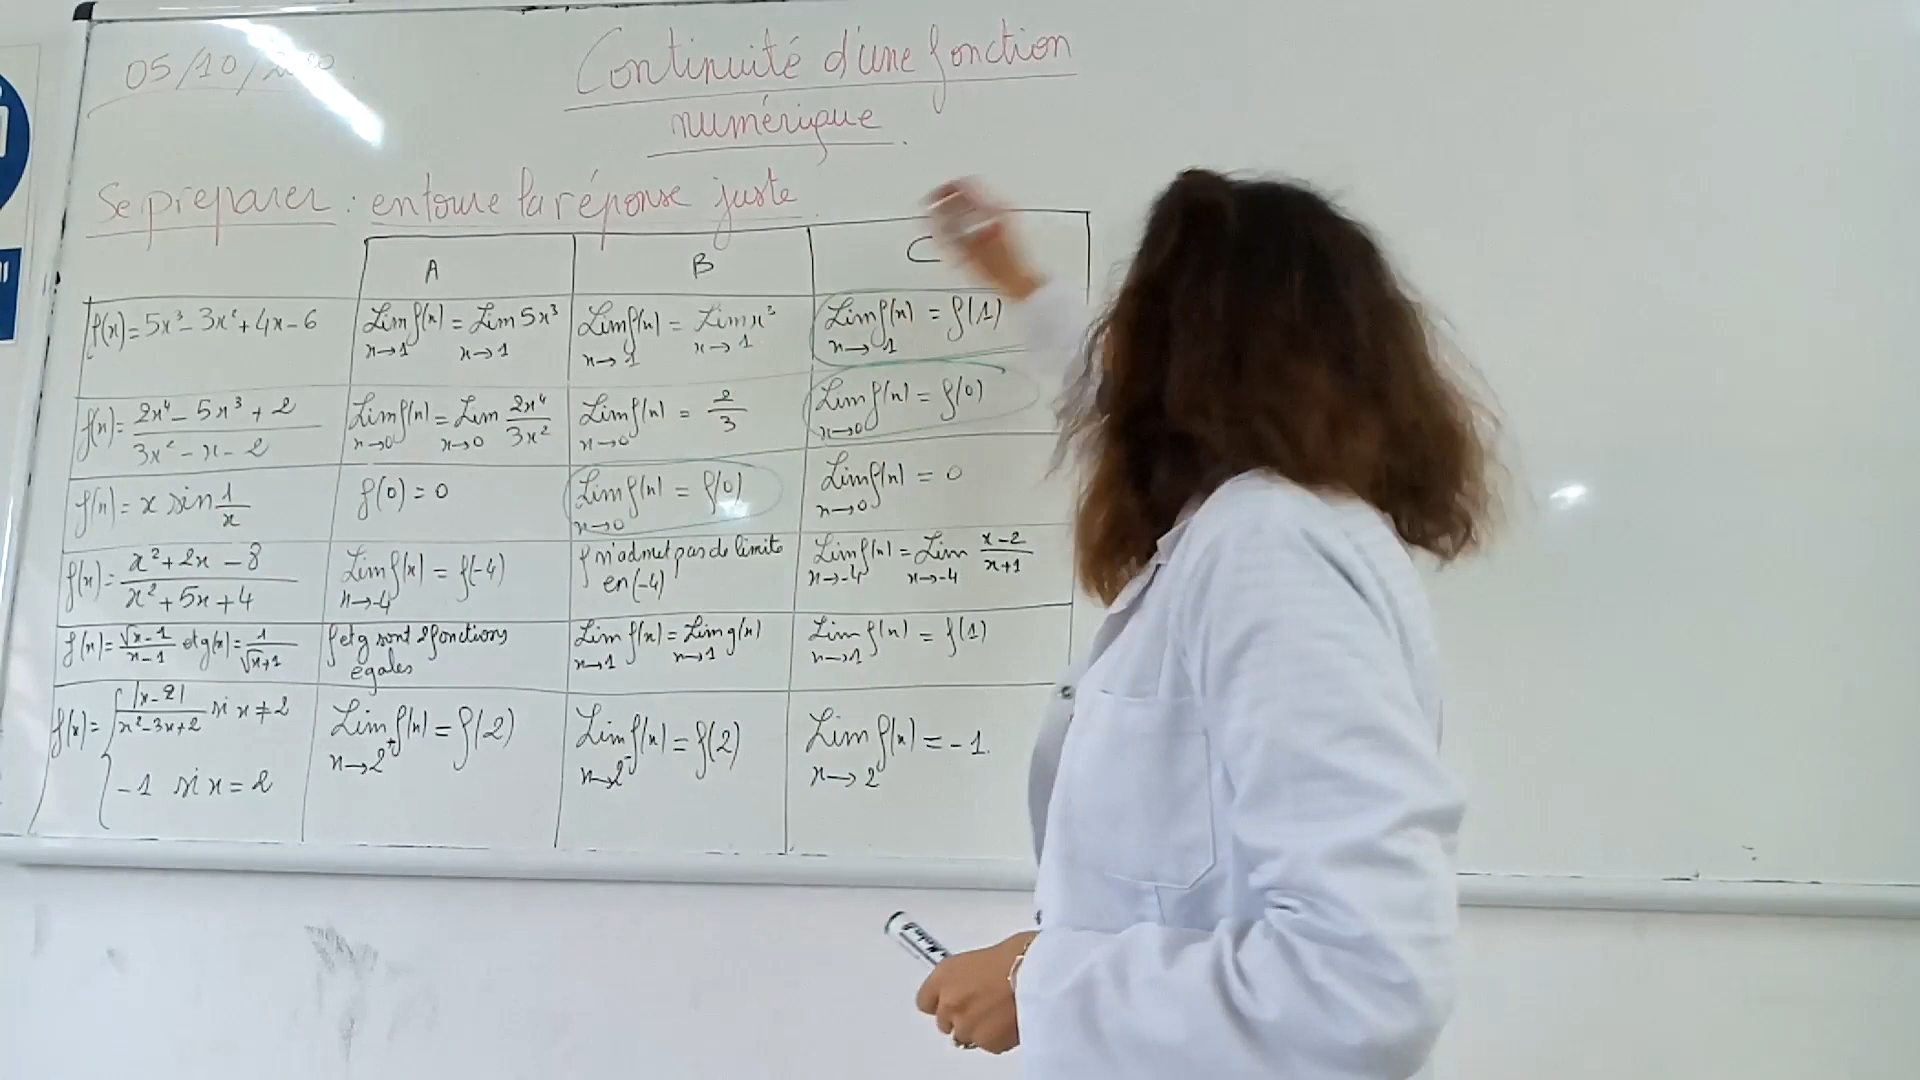 05/10/2020
Continuité d'une fonction
numérique.
Se préparer : entoure la réponse juste.
A B C
f(x) = 5x³ - 3x² + 4x - 6
Lim f(x) = Lim 5x³
x→1 x→1
Lim f(x) = Lim x³
x→1 x→1
Lim f(x) = f(1)
x→1
f(x) = (2x⁴ - 5x³ + 2)/(3x² - x - 2)
Lim f(x) = Lim 2x⁴/3x²
x→0 x→0
Lim f(x) = 2/3
x→0
Lim f(x) = f(0)
x→0
f(x) = x sin 1/x
f(0) = 0
Lim f(x) = f(0)
x→0
Lim f(x) = 0
x→0
f(x) = (x² + 2x - 8)/(x² + 5x + 4)
Lim f(x) = f(-4)
x→-4
f n'admet pas de limite
en (-4)
Lim f(x) = Lim (x-2)/(x+1)
x→-4 x→-4
f(x) = (√x - 1)/(x - 1) et g(x) = 1/(√x + 1)
f et g sont 2 fonctions
égales
Lim f(x) = Lim g(x)
x→1 x→1
Lim f(x) = f(1)
x→1
f(x) = { |x-2|/(x² - 3x + 2) si x ≠ 2
-1 si x = 2
Lim f(x) = f(2)
x→2⁺
Lim f(x) = f(2)
x→2⁻
Lim f(x) = -1.
x→2